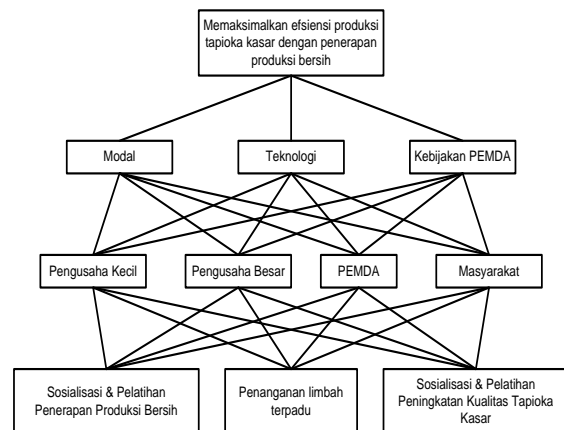 Memaksimalkan efsiensi produksi
tapioka kasar dengan penerapan
produksi bersih
Modal
Teknologi
Kebijakan PEMDA
Pengusaha Kecil
Pengusaha Besar
PEMDA
Masyarakat
Sosialisasi & Pelatihan
Penerapan Produksi Bersih
Penanganan limbah
terpadu
Sosialisasi & Pelatihan
Peningkatan Kualitas Tapioka
Kasar